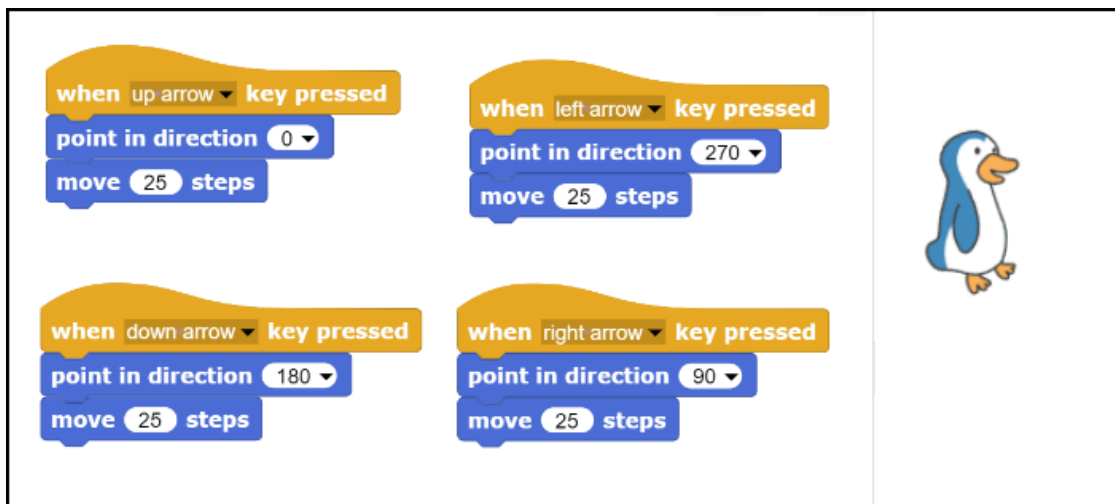 when up arrow key pressed
point in direction 0
move 25 steps
when left arrow key pressed
point in direction 270
move 25 steps
when down arrow key pressed
point in direction 180
move 25 steps
when right arrow key pressed
point in direction 90
move 25 steps